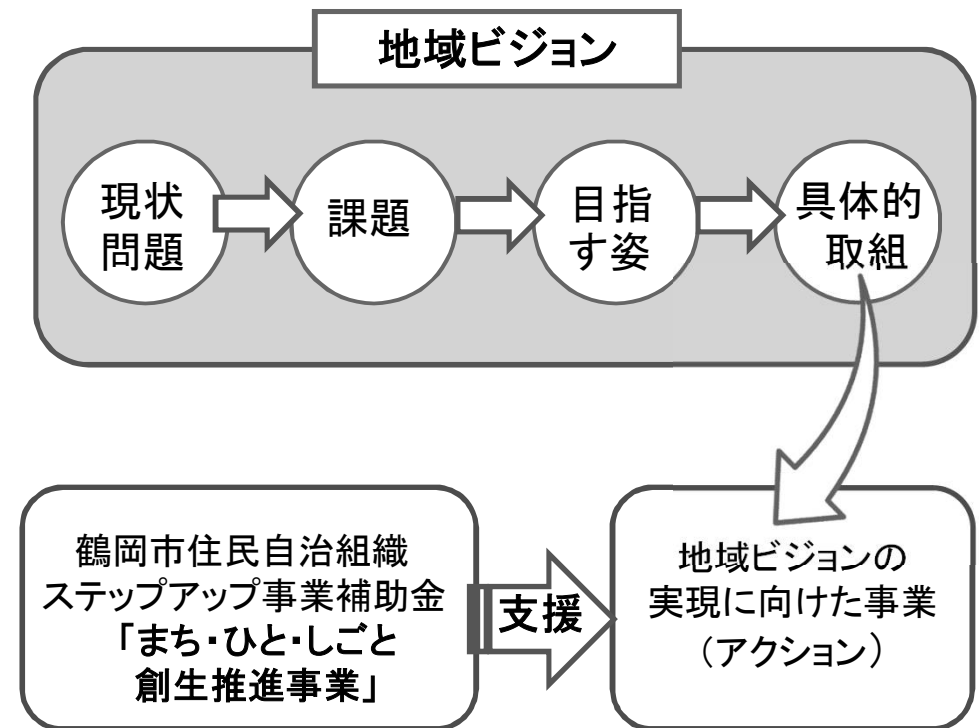 地域ビジョン
現状
問題
課題
目指
す姿
具体的
取組
鶴岡市住民自治組織
ステップアップ事業補助金
「まち・ひと・しごと
創生推進事業」
支援
地域ビジョンの
実現に向けた事業
（アクション）